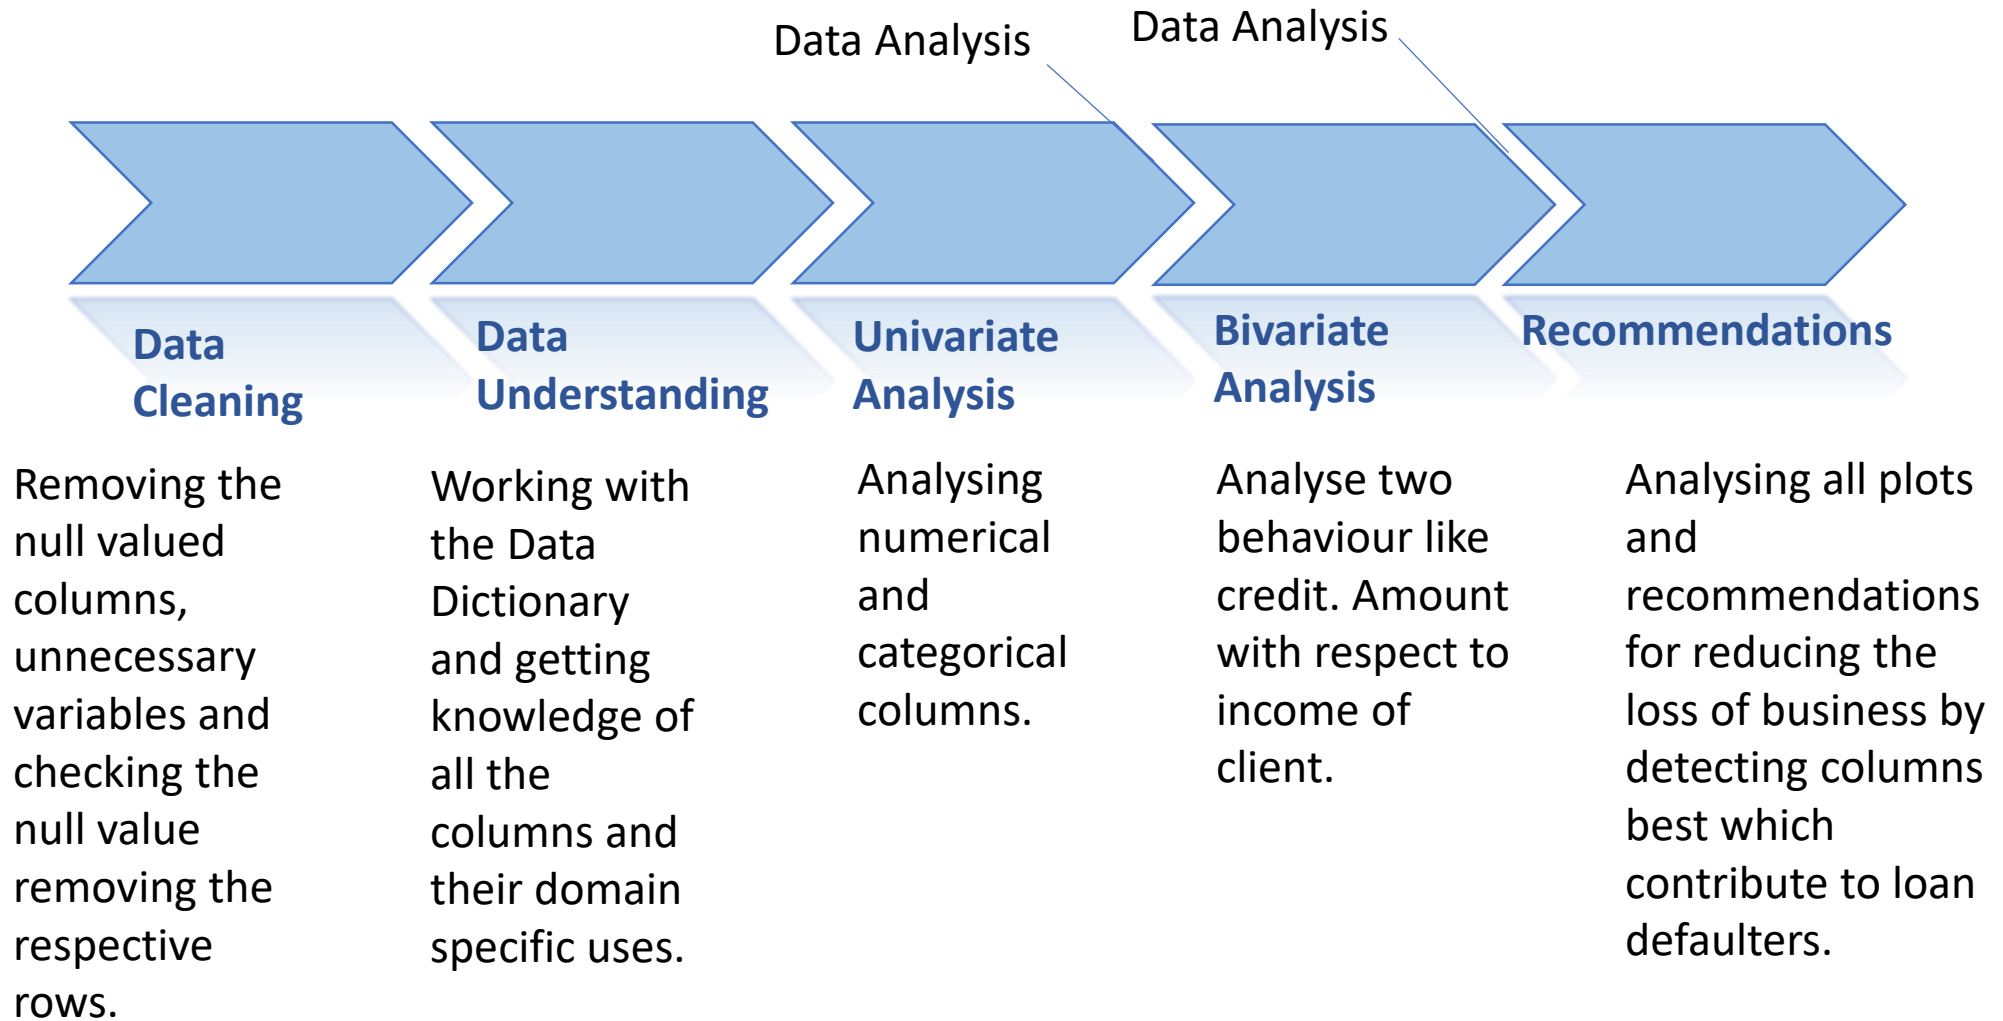 Data Analysis
Data Analysis
Data
Cleaning
Removing the
null valued
columns,
unnecessary
variables and
checking the
null value
removing the
respective
rows.
Data
Understanding
Working with
the Data
Dictionary
and getting
knowledge of
all the
columns and
their domain
specific uses.
Univariate
Analysis
Analysing
numerical
and
categorical
columns.
Bivariate
Analysis
Analyse two
behaviour like
credit. Amount
with respect to
income of
client.
Recommendations
Analysing all plots
and
recommendations
for reducing the
loss of business by
detecting columns
best which
contribute to loan
defaulters.